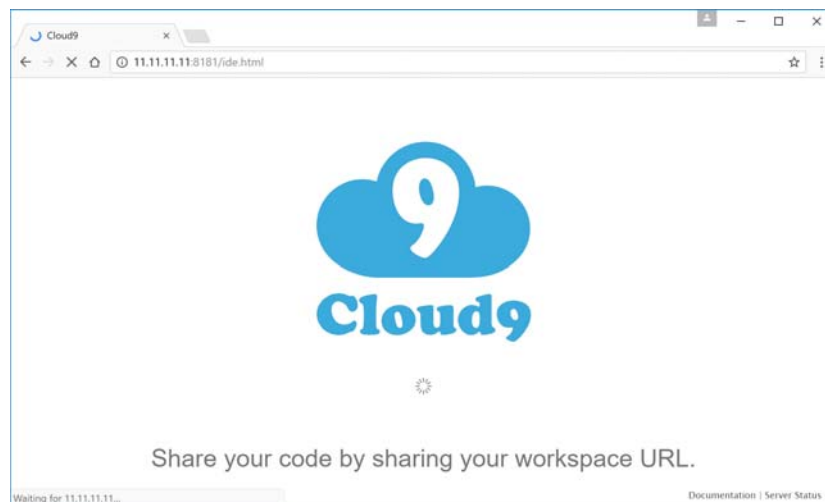 Cloud9
11.11.11.11:8181/ide.html
9
Cloud9
Share your code by sharing your workspace URL.
Waiting for 11.11.11.11...
Documentation | Server Status